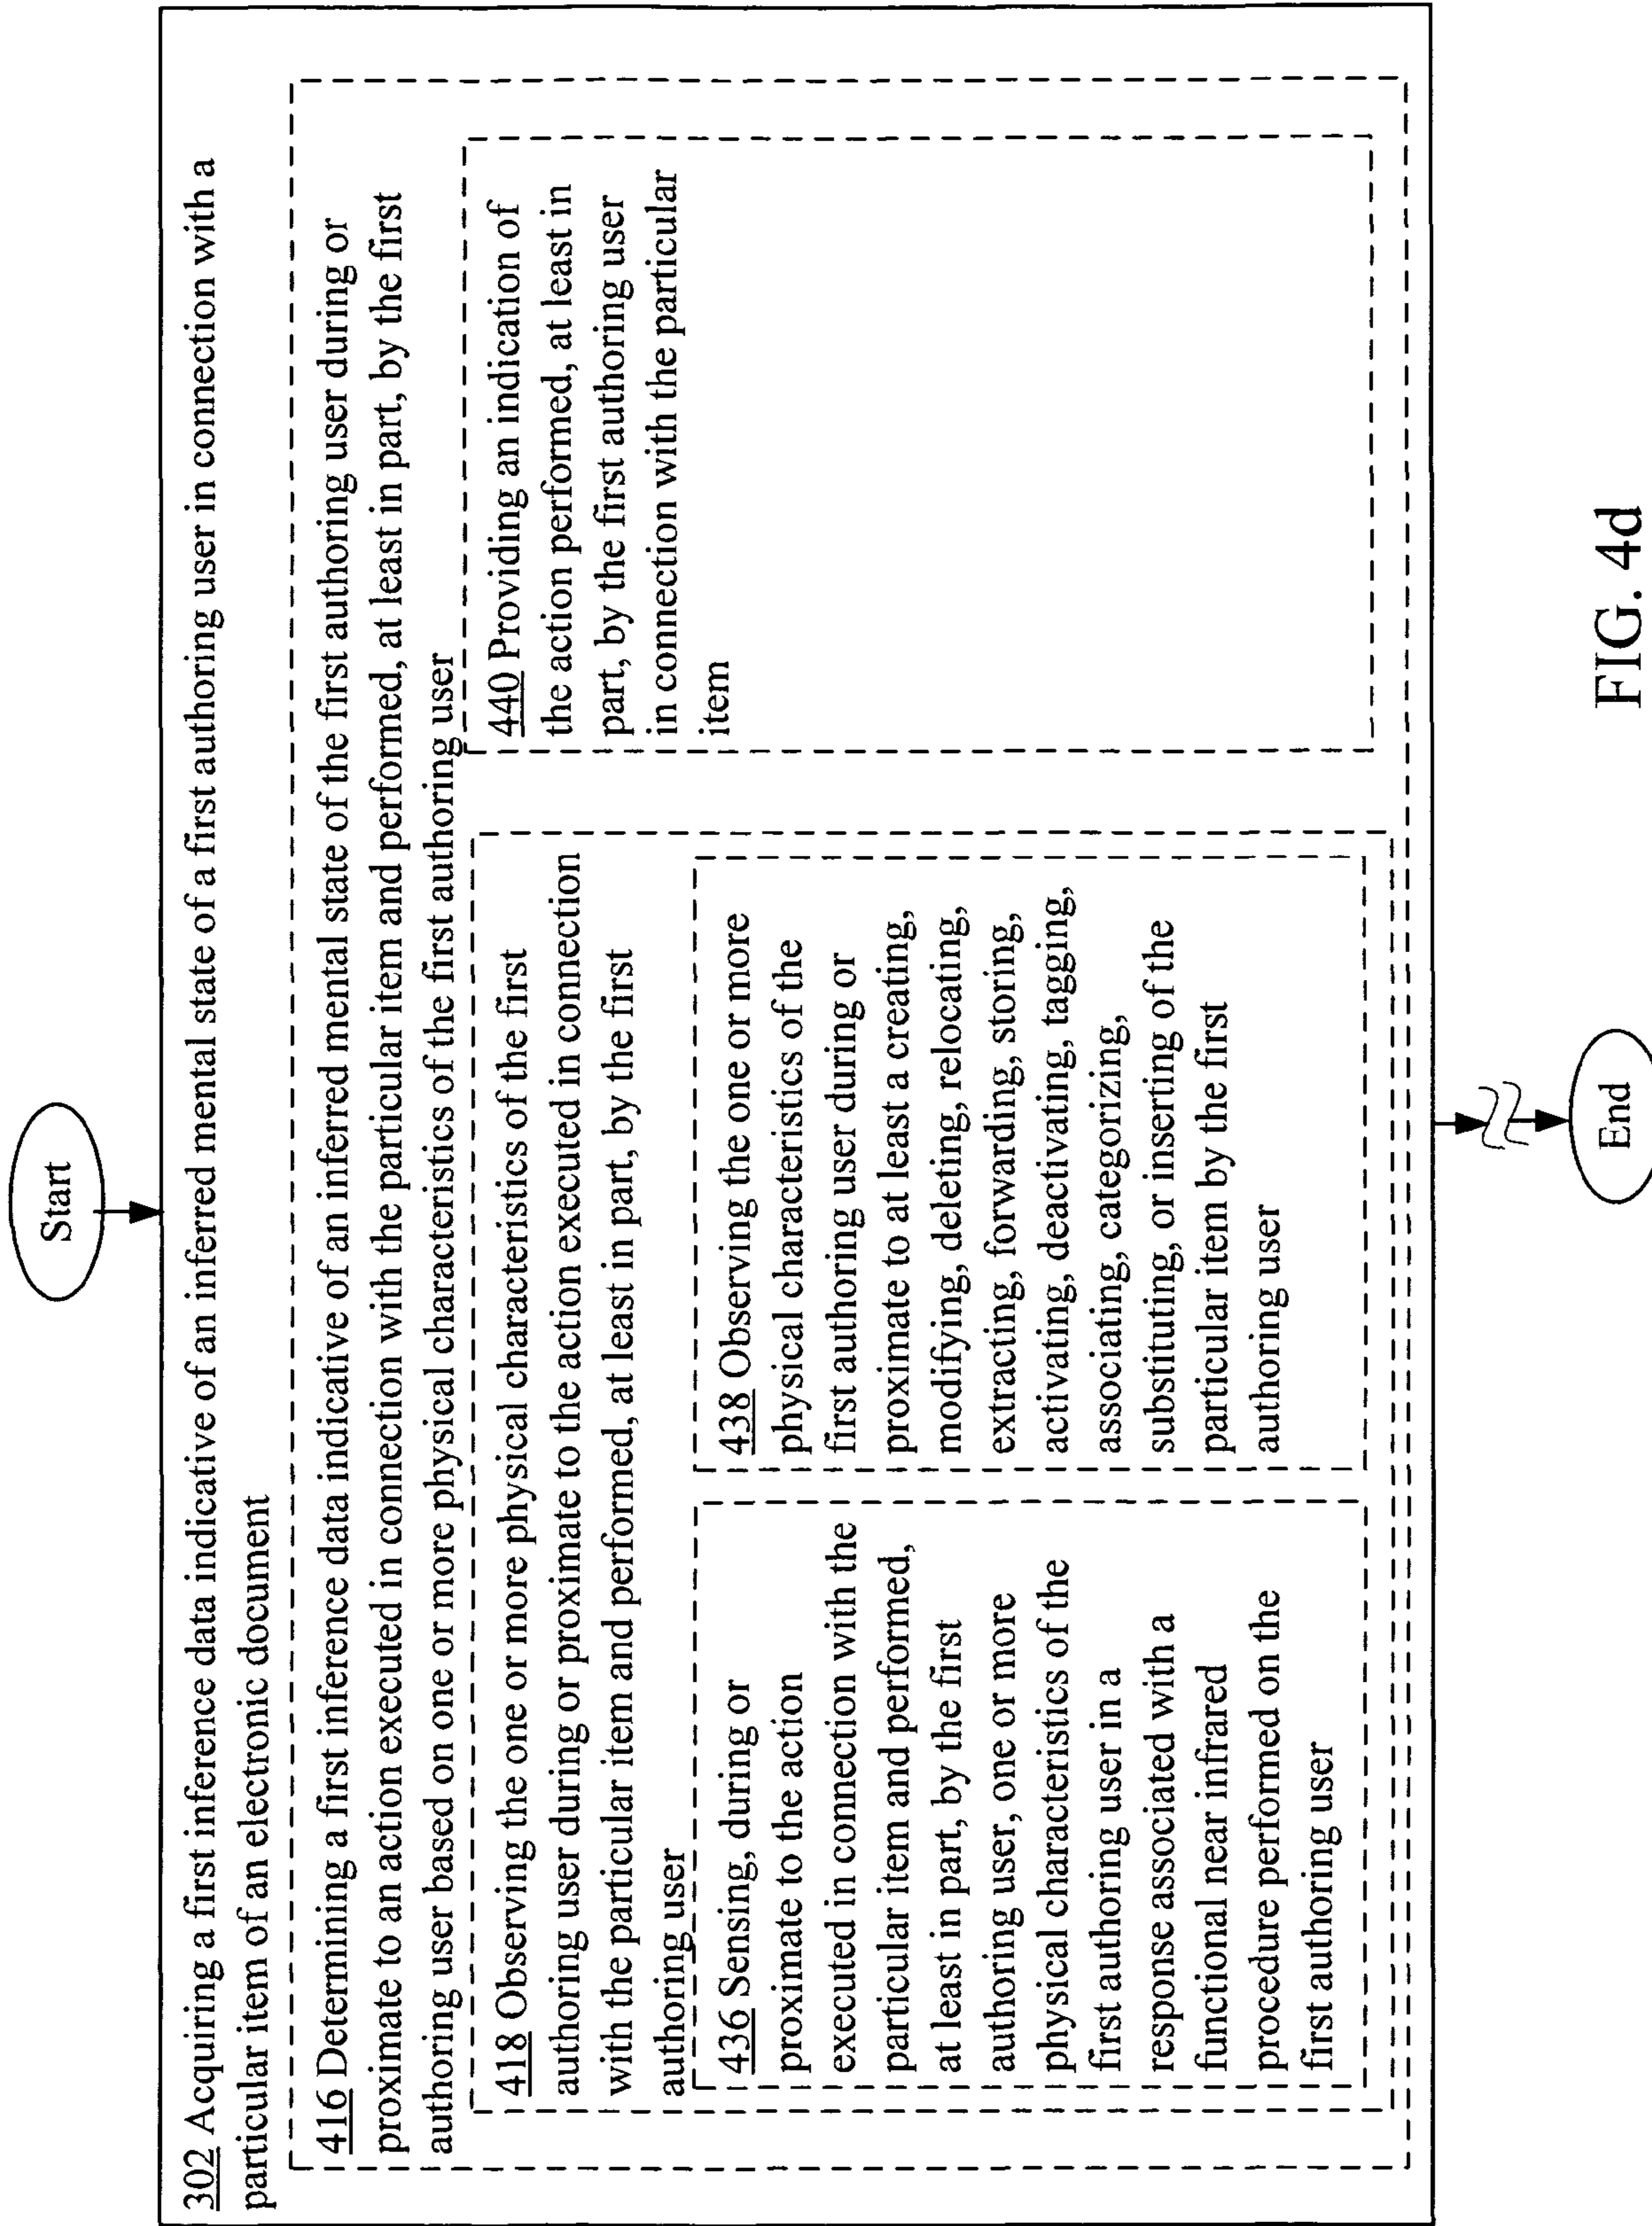 Start
302 Acquiring a first inference data indicative of an inferred mental state of a first authoring user in connection with a
particular item of an electronic document
416 Determining a first inference data indicative of an inferred mental state of the first authoring user during or
proximate to an action executed in connection with the particular item and performed, at least in part, by the first
authoring user based on one or more physical characteristics of the first authoring user
418 Observing the one or more physical characteristics of the first
authoring user during or proximate to the action executed in connection
with the particular item and performed, at least in part, by the first
authoring user
436 Sensing, during or
proximate to the action
executed in connection with the
particular item and performed,
at least in part, by the first
authoring user, one or more
physical characteristics of the
first authoring user in a
response associated with a
functional near infrared
procedure performed on the
first authoring user
438 Observing the one or more
physical characteristics of the
first authoring user during or
proximate to at least a creating,
modifying, deleting, relocating,
extracting, forwarding, storing,
activating, deactivating, tagging,
associating, categorizing,
substituting, or inserting of the
particular item by the first
authoring user
440 Providing an indication of
the action performed, at least in
part, by the first authoring user
in connection with the particular
item
End
FIG. 4d